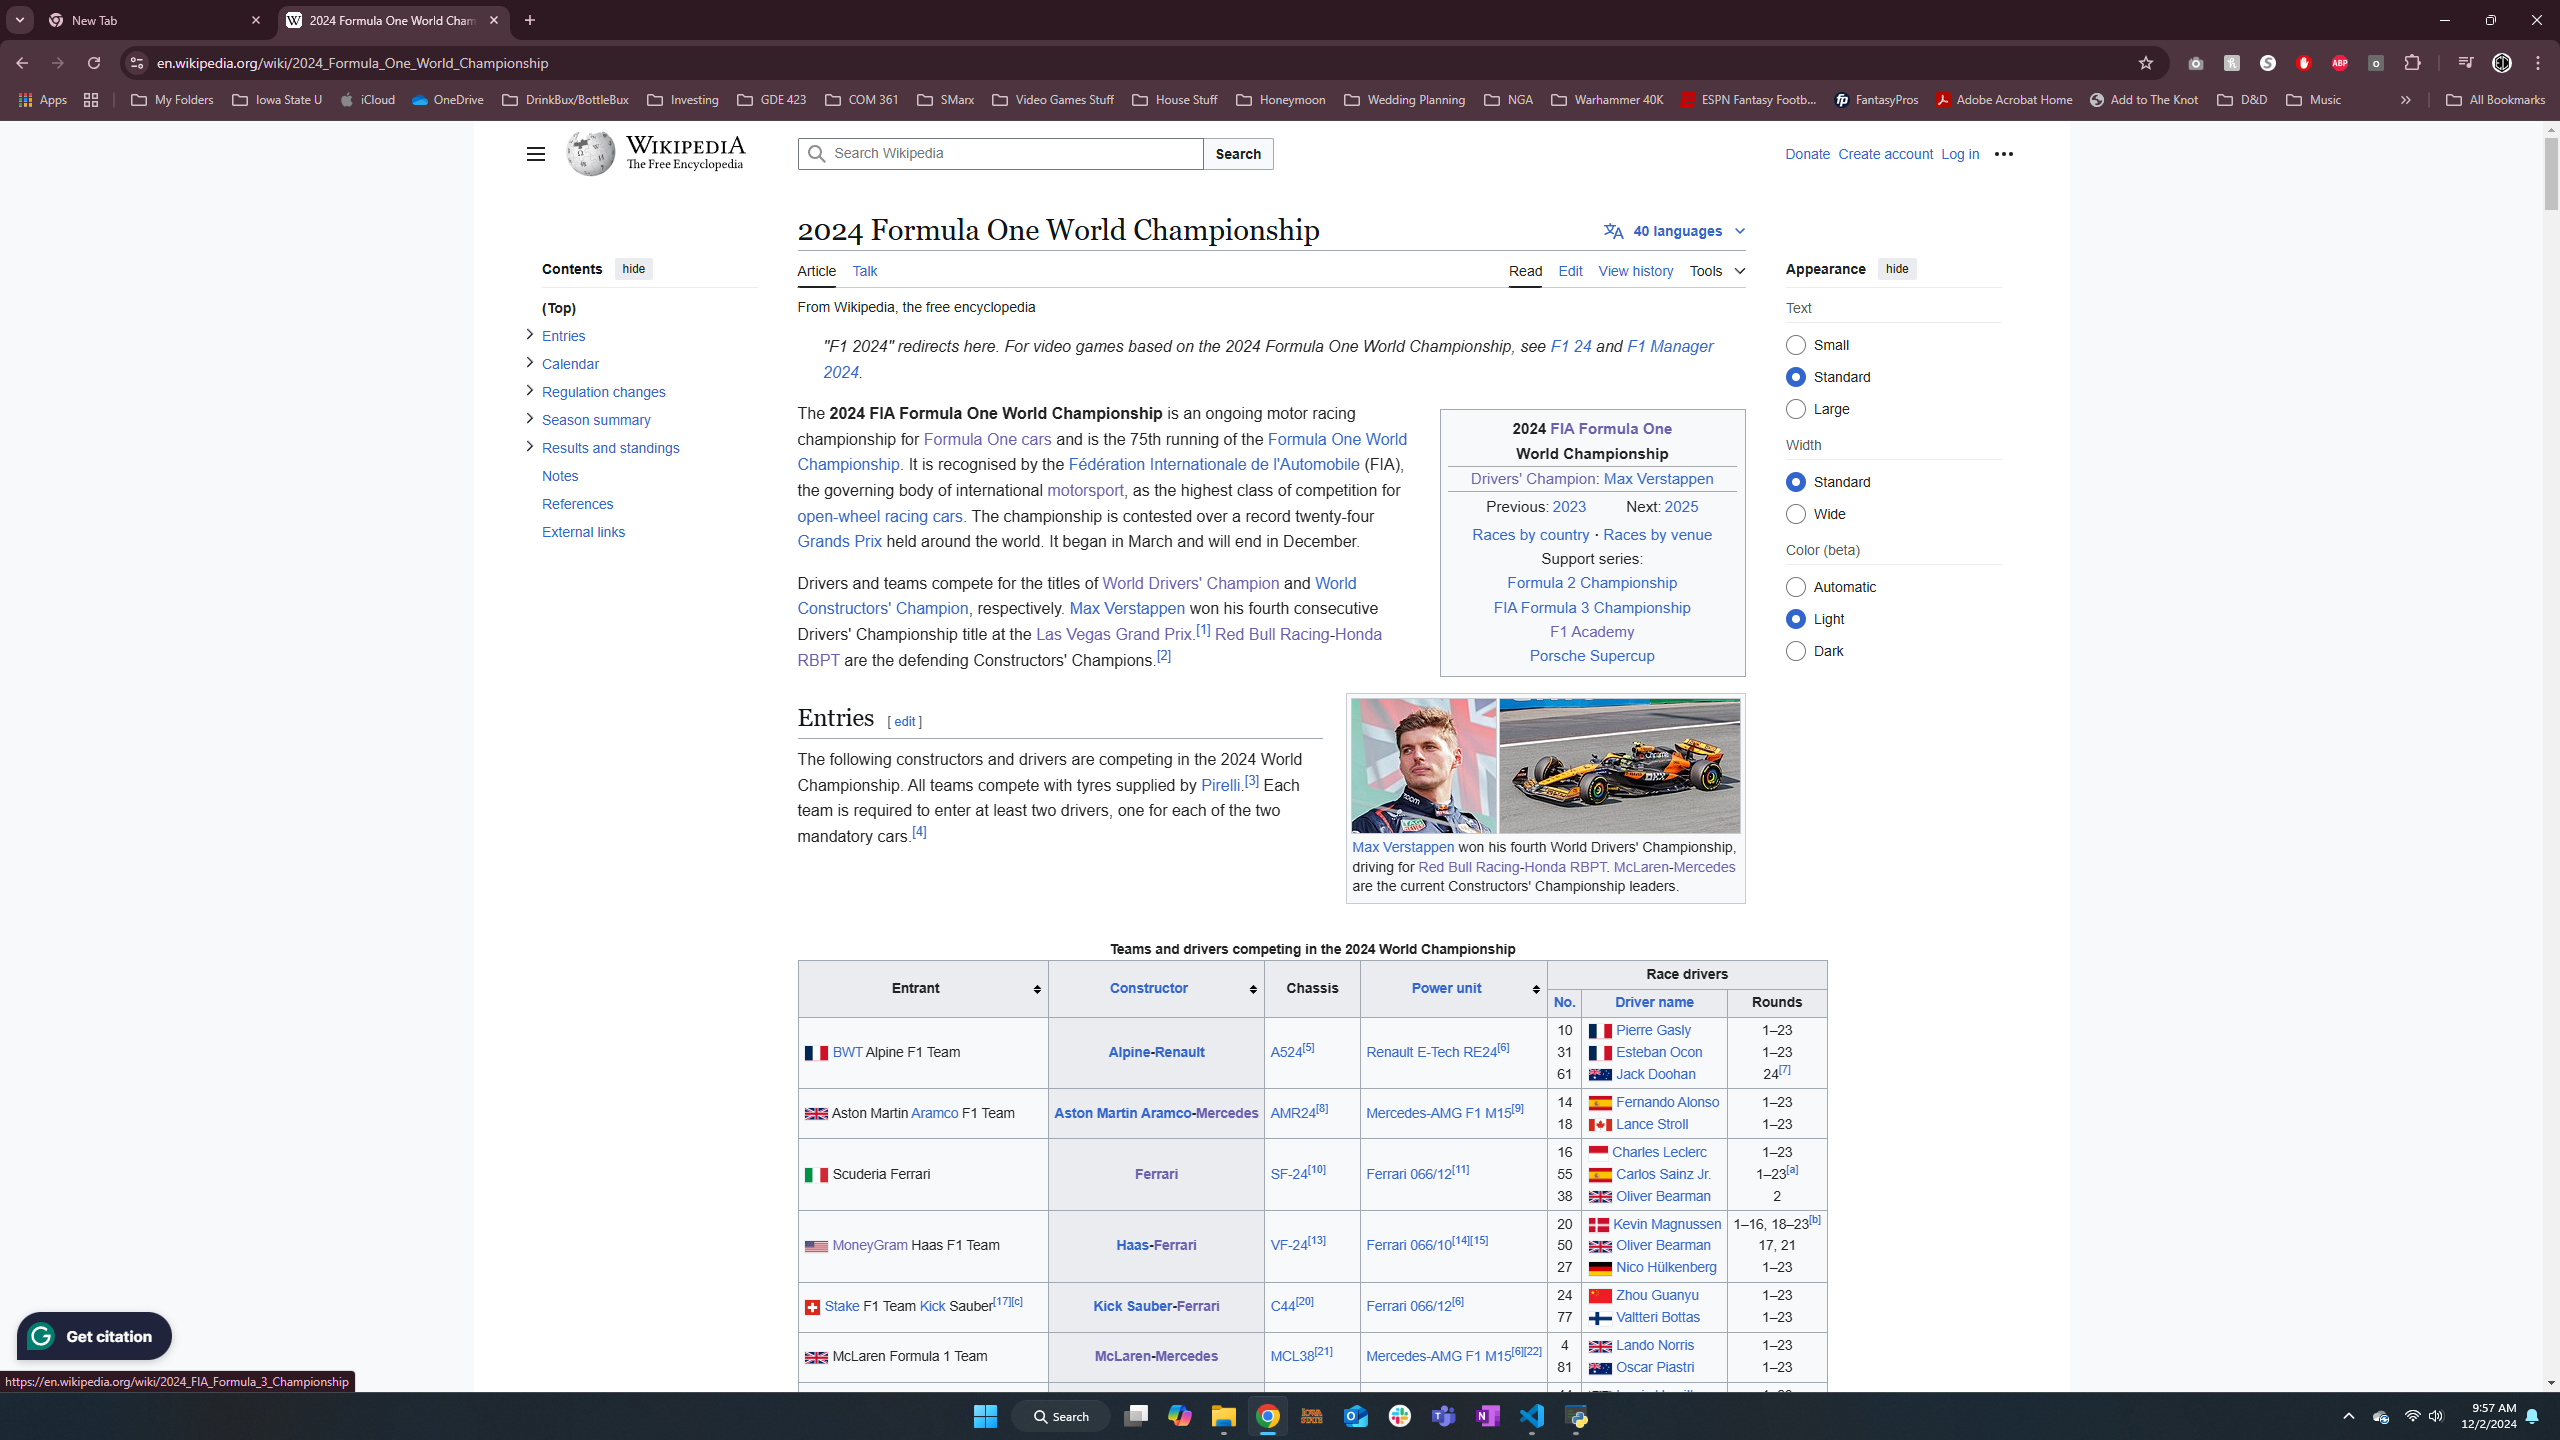 New Tab
2024 Formula One World Cham
en.wikipedia.org/wiki/2024_Formula_One_World_Championship
Apps My Folders Iowa State U iCloud OneDrive DrinkBux/BottleBux Investing GDE 423 COM 361 SMarx Video Games Stuff House Stuff Honeymoon Wedding Planning NGA Warhammer 40K ESPN Fantasy Footb... FantasyPros Adobe Acrobat Home Add to The Knot D&D Music All Bookmarks
WIKIPEDIA
The Free Encyclopedia
Search Wikipedia Search
Donate Create account Log in
2024 Formula One World Championship
40 languages
Contents hide
(Top)
Entries
Calendar
Regulation changes
Season summary
Results and standings
Notes
References
External links
Article Talk Read Edit View history Tools
From Wikipedia, the free encyclopedia
"F1 2024" redirects here. For video games based on the 2024 Formula One World Championship, see F1 24 and F1 Manager
2024.
The 2024 FIA Formula One World Championship is an ongoing motor racing
championship for Formula One cars and is the 75th running of the Formula One World
Championship. It is recognised by the Fédération Internationale de l'Automobile (FIA),
the governing body of international motorsport, as the highest class of competition for
open-wheel racing cars. The championship is contested over a record twenty-four
Grands Prix held around the world. It began in March and will end in December.
Drivers and teams compete for the titles of World Drivers' Champion and World
Constructors' Champion, respectively. Max Verstappen won his fourth consecutive
Drivers' Championship title at the Las Vegas Grand Prix.[1] Red Bull Racing-Honda
RBPT are the defending Constructors' Champions.[2]
2024 FIA Formula One
World Championship
Drivers' Champion: Max Verstappen
Previous: 2023 Next: 2025
Races by country · Races by venue
Support series:
Formula 2 Championship
FIA Formula 3 Championship
F1 Academy
Porsche Supercup
Appearance hide
Text
Small
Standard
Large
Width
Standard
Wide
Color (beta)
Automatic
Light
Dark
Entries [ edit ]
The following constructors and drivers are competing in the 2024 World
Championship. All teams compete with tyres supplied by Pirelli.[3] Each
team is required to enter at least two drivers, one for each of the two
mandatory cars.[4]
Max Verstappen won his fourth World Drivers' Championship,
driving for Red Bull Racing-Honda RBPT. McLaren-Mercedes
are the current Constructors' Championship leaders.
Teams and drivers competing in the 2024 World Championship
Entrant Constructor Chassis Power unit Race drivers
No. Driver name Rounds
BWT Alpine F1 Team Alpine-Renault A524[5] Renault E-Tech RE24[6]
10 Pierre Gasly 1–23
31 Esteban Ocon 1–23
61 Jack Doohan 24[7]
Aston Martin Aramco F1 Team Aston Martin Aramco-Mercedes AMR24[8] Mercedes-AMG F1 M15[9]
14 Fernando Alonso 1–23
18 Lance Stroll 1–23
Scuderia Ferrari Ferrari SF-24[10] Ferrari 066/12[11]
16 Charles Leclerc 1–23
55 Carlos Sainz Jr. 1–23[a]
38 Oliver Bearman 2
MoneyGram Haas F1 Team Haas-Ferrari VF-24[13] Ferrari 066/10[14][15]
20 Kevin Magnussen 1–16, 18–23[b]
50 Oliver Bearman 17, 21
27 Nico Hülkenberg 1–23
Stake F1 Team Kick Sauber[17][c] Kick Sauber-Ferrari C44[20] Ferrari 066/12[6]
24 Zhou Guanyu 1–23
77 Valtteri Bottas 1–23
McLaren Formula 1 Team McLaren-Mercedes MCL38[21] Mercedes-AMG F1 M15[6][22]
4 Lando Norris 1–23
81 Oscar Piastri 1–23
Get citation
https://en.wikipedia.org/wiki/2024_FIA_Formula_3_Championship
Search
9:57 AM
12/2/2024